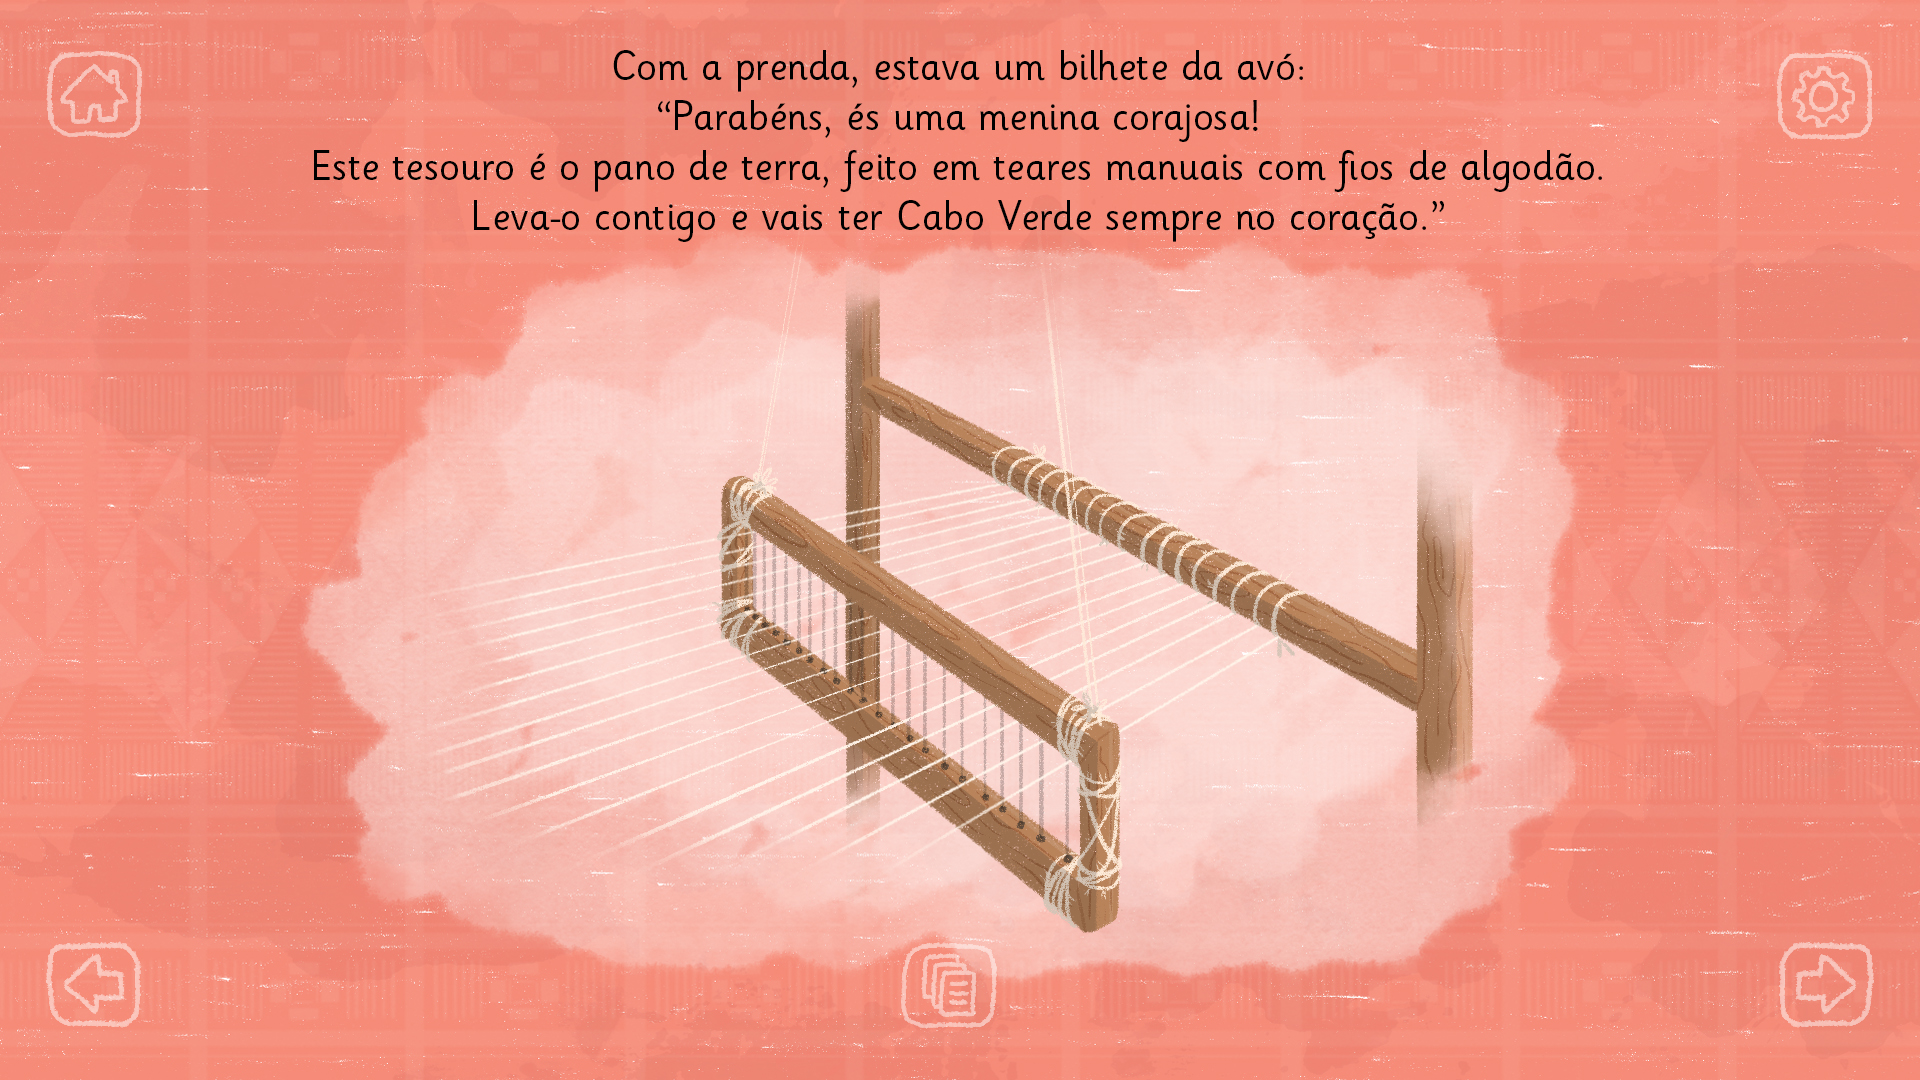 Com a prenda, estava um bilhete da avó:
“Parabéns, és uma menina corajosa!
Este tesouro é o pano de terra, feito em teares manuais com fios de algodão.
Leva-o contigo e vais ter Cabo Verde sempre no coração.”